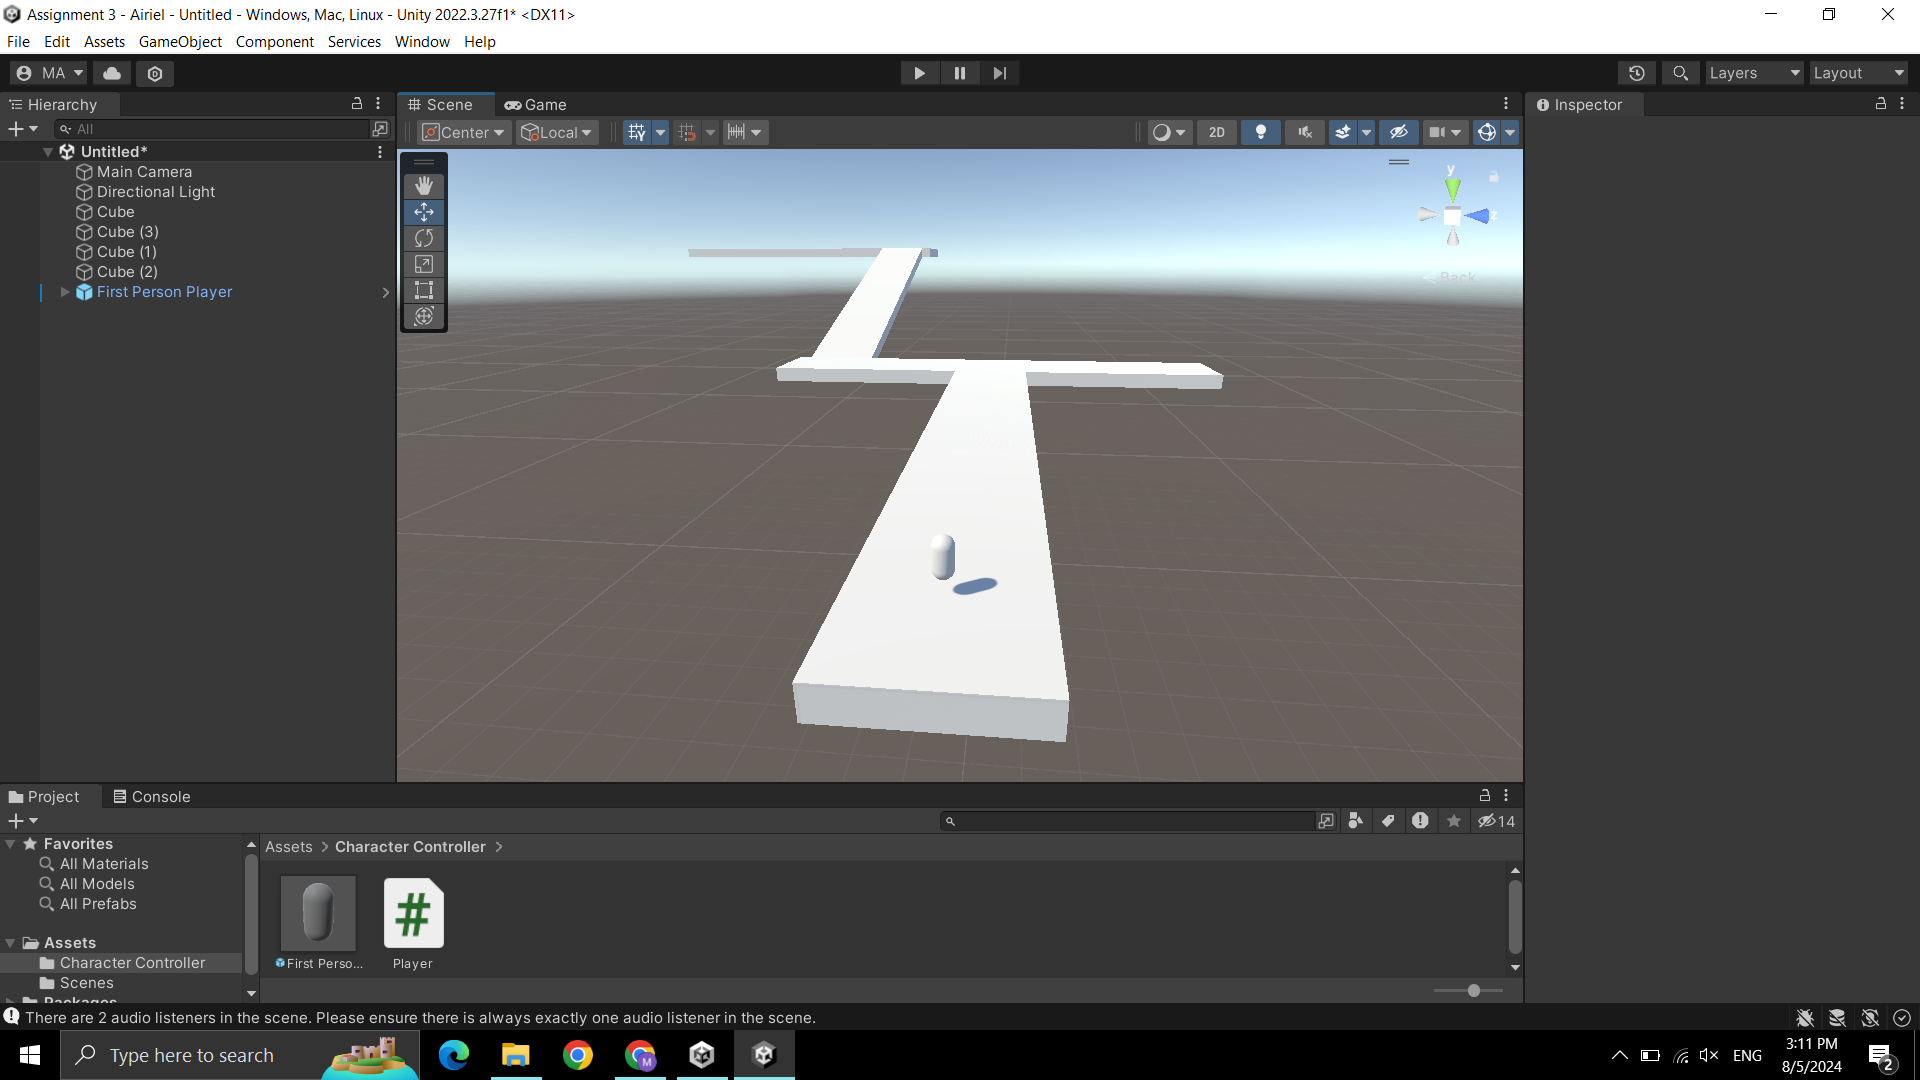 Assignment 3 - Airiel - Untitled - Windows, Mac, Linux - Unity 2022.3.27f1* <DX11>
File Edit Assets GameObject Component Services Window Help
MA Layers Layout
Hierarchy
All
Untitled*
Main Camera
Directional Light
Cube
Cube (3)
Cube (1)
Cube (2)
First Person Player
Scene Game
Center Local 2D
y
z
Back
Inspector
Project Console
14
Favorites
All Materials
All Models
All Prefabs
Assets
Character Controller
Scenes
Packages
Assets > Character Controller >
First Perso...
#
Player
There are 2 audio listeners in the scene. Please ensure there is always exactly one audio listener in the scene.
Type here to search
M
ENG
3:11 PM
8/5/2024
2